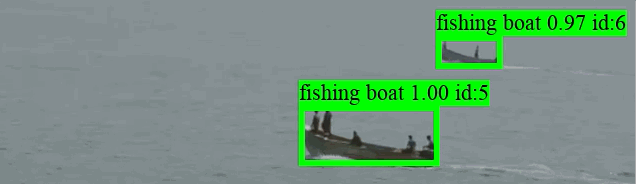 fishing boat 0.97 id:6
fishing boat 1.00 id:5